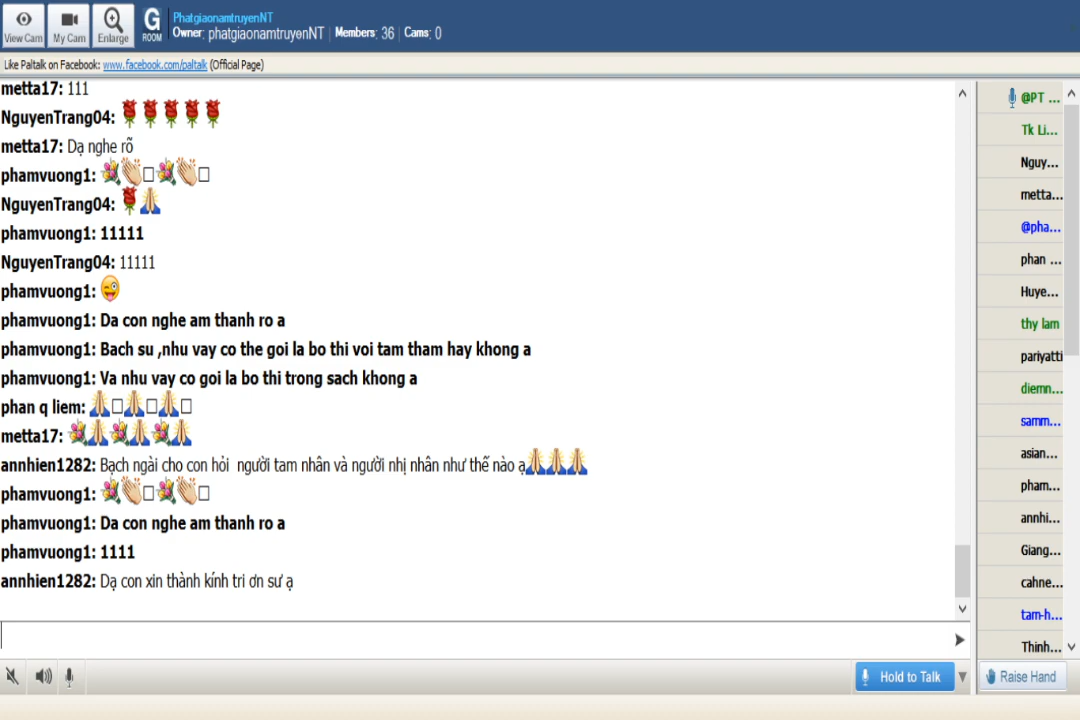 View Cam
My Cam
Enlarge
G
ROOM
PhatgiaonamtruyenNT
Owner: phatgiaonamtruyenNT | Members: 36 | Cams: 0
Like Paltalk on Facebook: www.facebook.com/paltalk (Official Page)
metta17: 111
NguyenTrang04:
metta17: Dạ nghe rõ
phamvuong1:
NguyenTrang04:
phamvuong1: 11111
NguyenTrang04: 11111
phamvuong1:
phamvuong1: Da con nghe am thanh ro a
phamvuong1: Bach su ,nhu vay co the goi la bo thi voi tam tham hay khong a
phamvuong1: Va nhu vay co goi la bo thi trong sach khong a
phan q liem:
metta17:
annhien1282: Bạch ngài cho con hỏi người tam nhân và người nhị nhân như thế nào ạ
phamvuong1:
phamvuong1: Da con nghe am thanh ro a
phamvuong1: 1111
annhien1282: Dạ con xin thành kính tri ơn sư ạ
@PT ...
Tk Li...
Nguy...
metta...
@pha...
phan ...
Huye...
thy lam
pariyatti
diemn...
samm...
asian...
pham...
annhi...
Giang...
cahne...
tam-h...
Thinh...
Hold to Talk
Raise Hand